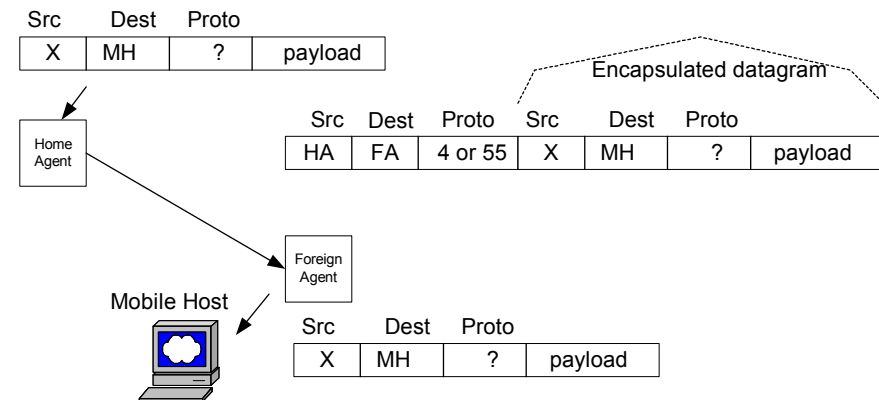 Src Dest Proto
X MH ? payload
Encapsulated datagram
Src Dest Proto Src Dest Proto
HA FA 4 or 55 X MH ? payload
Home
Agent
Foreign
Agent
Mobile Host
Src Dest Proto
X MH ? payload